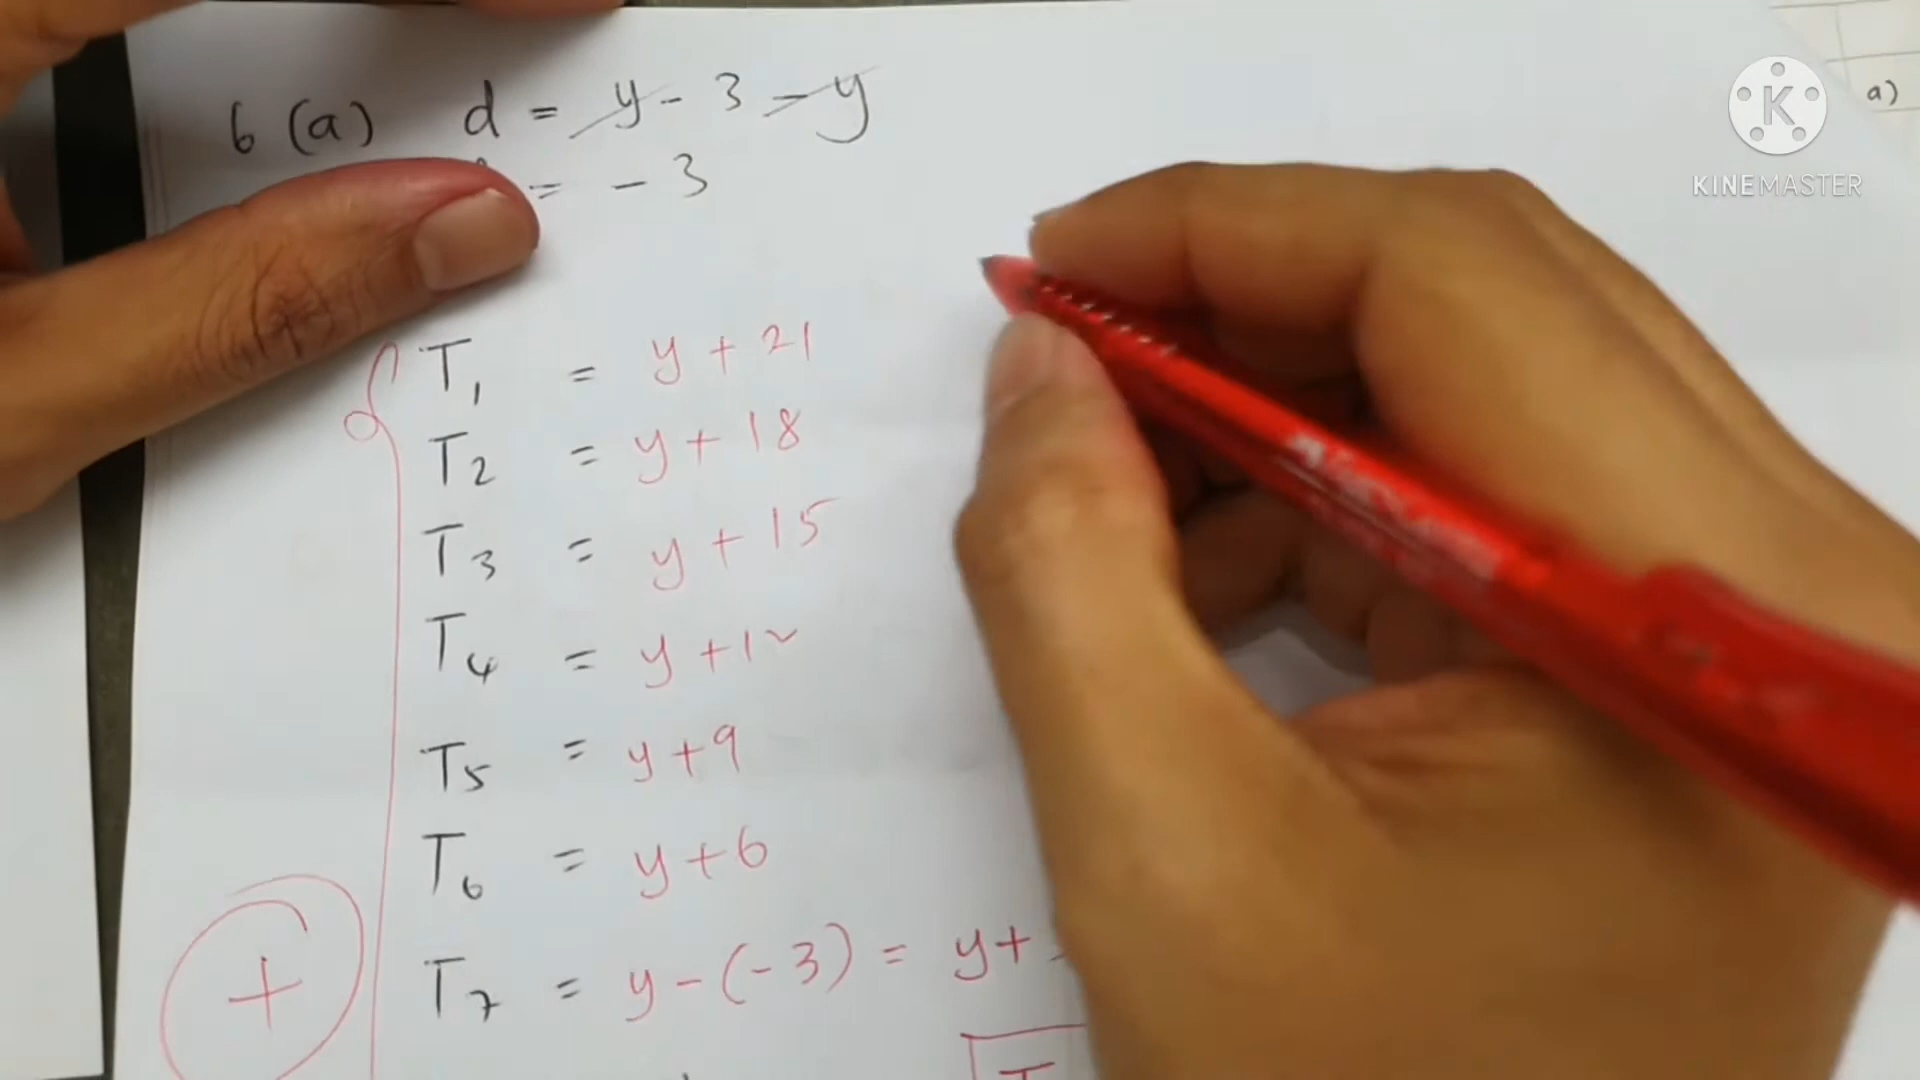 6 (a) d = y - 3 - y
= - 3
T1 = y + 21
T2 = y + 18
T3 = y + 15
T4 = y + 12
T5 = y + 9
T6 = y + 6
T7 = y - (-3) = y +
+
T
K
KINEMASTER
a)